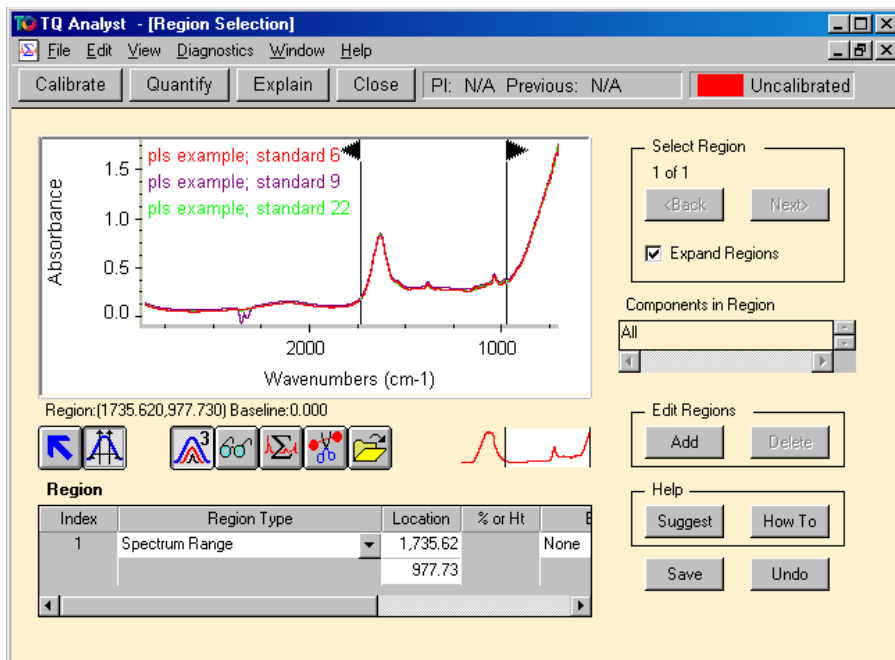 TQ Analyst - [Region Selection]
File Edit View Diagnostics Window Help
Calibrate Quantify Explain Close PI: N/A Previous: N/A Uncalibrated
pls example; standard 6
pls example; standard 9
pls example; standard 22
Absorbance
1.5
1.0
0.5
0.0
2000 1000
Wavenumbers (cm-1)
Region:(1735.620,977.730) Baseline:0.000
Select Region
1 of 1
<Back Next>
Expand Regions
Components in Region
All
Edit Regions
Add Delete
Help
Suggest How To
Save Undo
3
Region
Index Region Type Location % or Ht
1 Spectrum Range 1,735.62 None
977.73